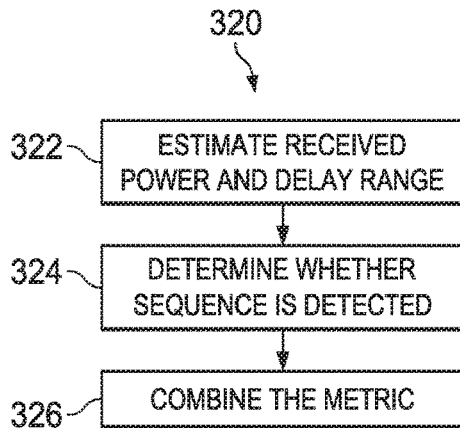 320
322
ESTIMATE RECEIVED
POWER AND DELAY RANGE
324
DETERMINE WHETHER
SEQUENCE IS DETECTED
326
COMBINE THE METRIC